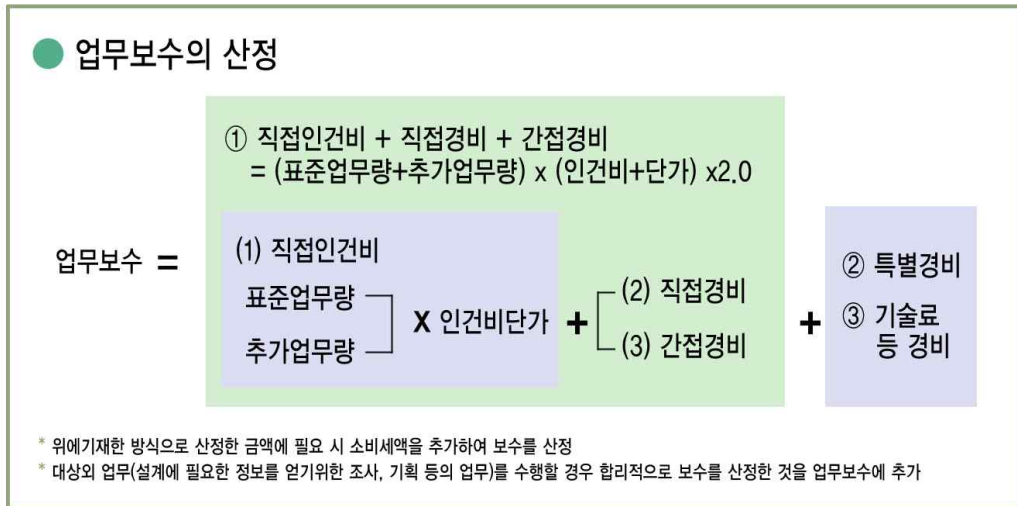 업무보수의 산정
① 직접인건비 + 직접경비 + 간접경비
= (표준업무량+추가업무량) x (인건비+단가) x2.0
업무보수 =
(1) 직접인건비
표준업무량
추가업무량
X 인건비단가
+
(2) 직접경비
(3) 간접경비
+
② 특별경비
③ 기술료
등 경비
* 위에기재한 방식으로 산정한 금액에 필요 시 소비세액을 추가하여 보수를 산정
* 대상외 업무(설계에 필요한 정보를 얻기위한 조사, 기획 등의 업무)를 수행할 경우 합리적으로 보수를 산정한 것을 업무보수에 추가